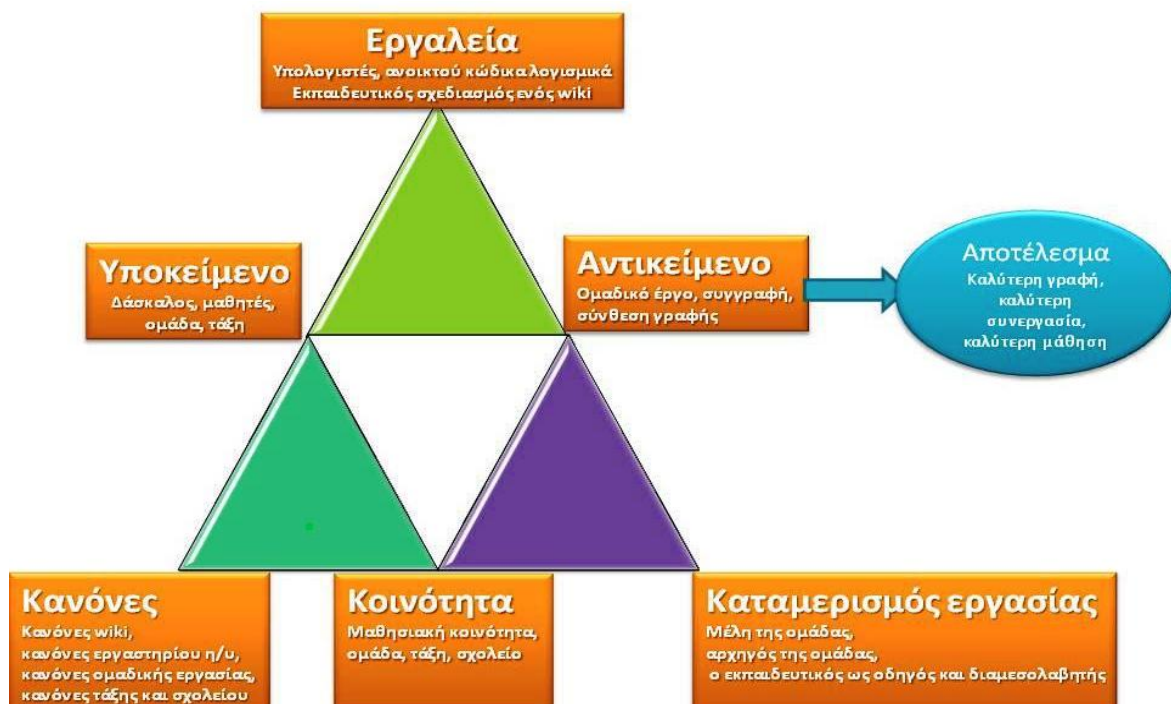 Εργαλεία
Υπολογιστές, ανοικτού κώδικα λογισμικά
Εκπαιδευτικός σχεδιασμός ενός wiki
Υποκείμενο
Δάσκαλος, μαθητές,
ομάδα, τάξη
Αντικείμενο
Ομαδικό έργο, συγγραφή,
σύνθεση γραφής
Αποτέλεσμα
Καλύτερη γραφή,
καλύτερη
συνεργασία,
καλύτερη μάθηση
Κανόνες
Κανόνες wiki,
κανόνες εργαστηρίου η/υ,
κανόνες ομαδικής εργασίας,
κανόνες τάξης και σχολείου
Κοινότητα
Μαθησιακή κοινότητα,
ομάδα, τάξη, σχολείο
Καταμερισμός εργασίας
Μέλη της ομάδας,
αρχηγός της ομάδας,
ο εκπαιδευτικός ως οδηγός και διαμεσολαβητής